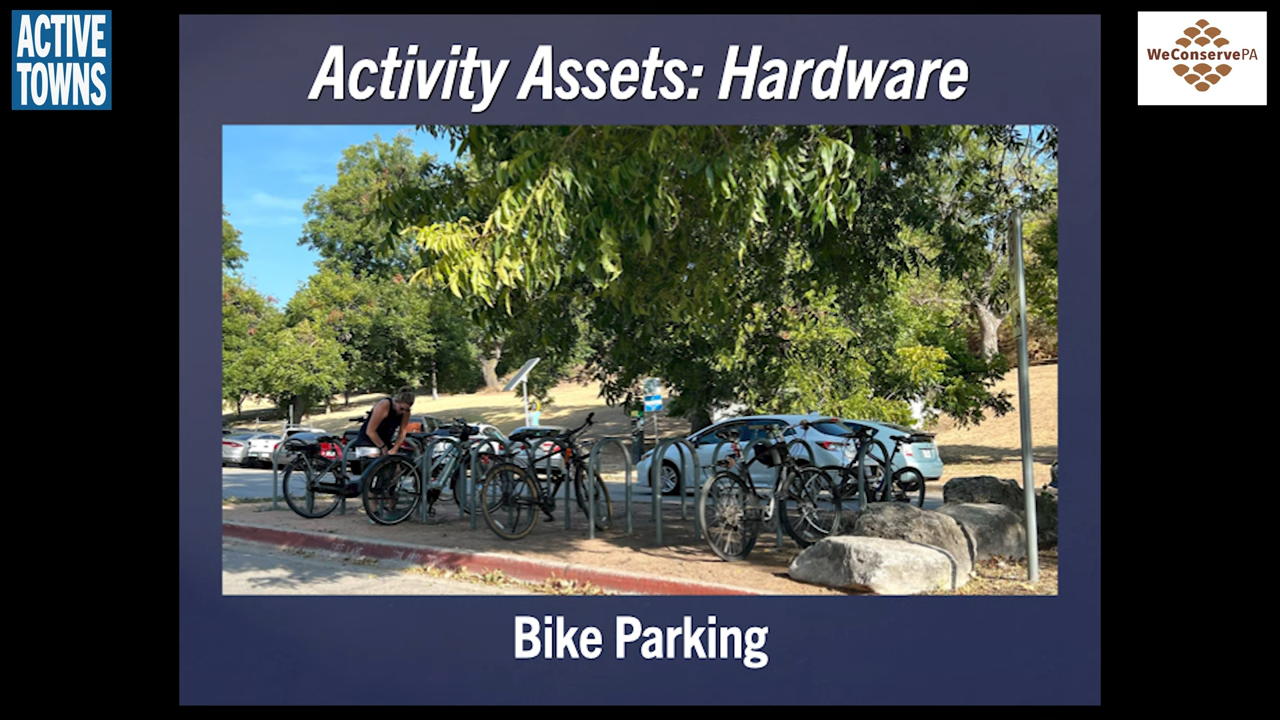 ACTIVE
TOWNS
Activity Assets: Hardware
WeConservePA
Bike Parking